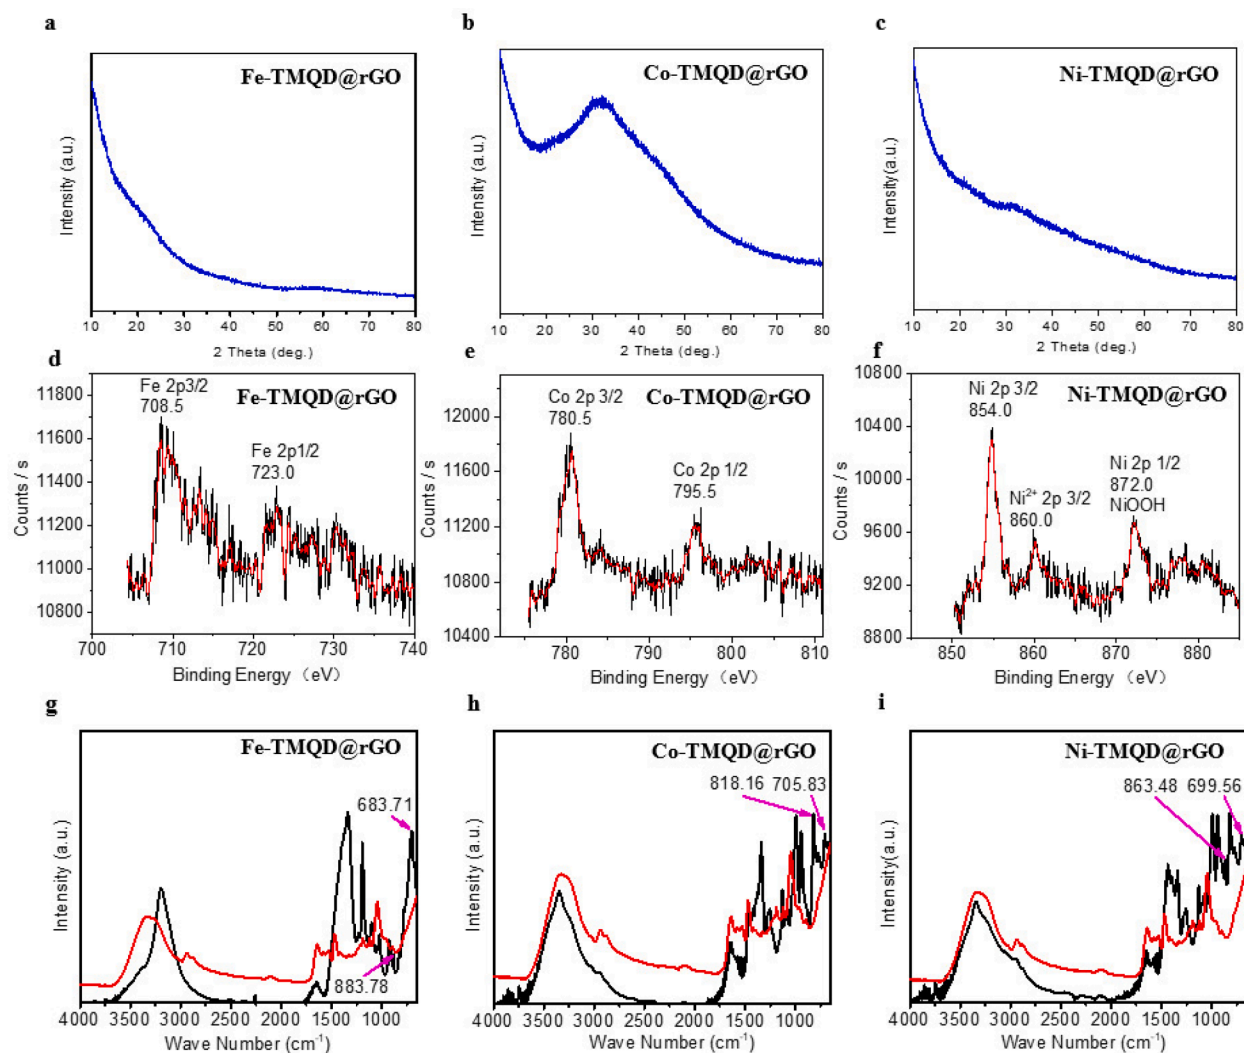 a
Fe-TMQD@rGO
Intensity (a.u.)
10 20 30 40 50 60 70 80
2 Theta (deg.)
b
Co-TMQD@rGO
Intensity (a.u.)
10 20 30 40 50 60 70 80
2 Theta (deg.)
c
Ni-TMQD@rGO
Intensity(a.u.)
10 20 30 40 50 60 70 80
2 Theta (deg.)
d
Fe-TMQD@rGO
Fe 2p3/2
708.5
Fe 2p1/2
723.0
Counts / s
11800
11600
11400
11200
11000
10800
700 710 720 730 740
Binding Energy (eV)
e
Co-TMQD@rGO
Co 2p 3/2
780.5
Co 2p 1/2
795.5
Counts / s
12000
11600
11200
10800
10400
780 790 800 810
Binding Energy (eV)
f
Ni-TMQD@rGO
Ni 2p 3/2
854.0
Ni²⁺ 2p 3/2
860.0
Ni 2p 1/2
872.0
NiOOH
Counts / s
10800
10400
10000
9600
9200
8800
850 860 870 880
Binding Energy (eV)
g
Fe-TMQD@rGO
683.71
883.78
Intensity (a.u.)
4000 3500 3000 2500 2000 1500 1000
Wave Number (cm⁻¹)
h
Co-TMQD@rGO
818.16 705.83
Intensity (a.u.)
4000 3500 3000 2500 2000 1500 1000
Wave Number (cm⁻¹)
i
Ni-TMQD@rGO
863.48 699.56
Intensity(a.u.)
4000 3500 3000 2500 2000 1500 1000
Wave Number (cm⁻¹)